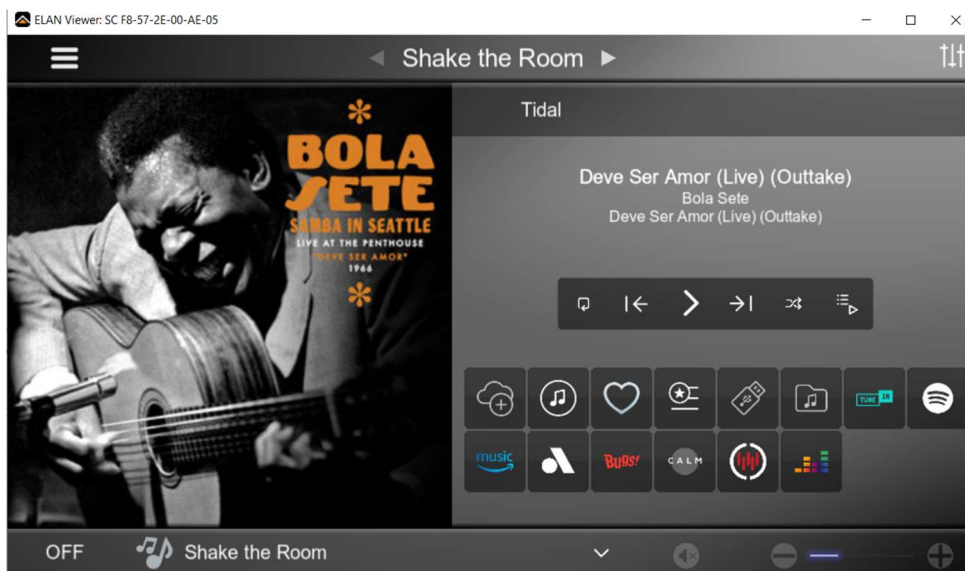 ELAN Viewer: SC F8-57-2E-00-AE-05
Shake the Room
BOLA
SETE
SAMBA IN SEATTLE
LIVE AT THE PENTHOUSE
"DEVE SER AMOR"
1966
Tidal
Deve Ser Amor (Live) (Outtake)
Bola Sete
Deve Ser Amor (Live) (Outtake)
TUNE IN
music
Bugs!
CALM
OFF
Shake the Room